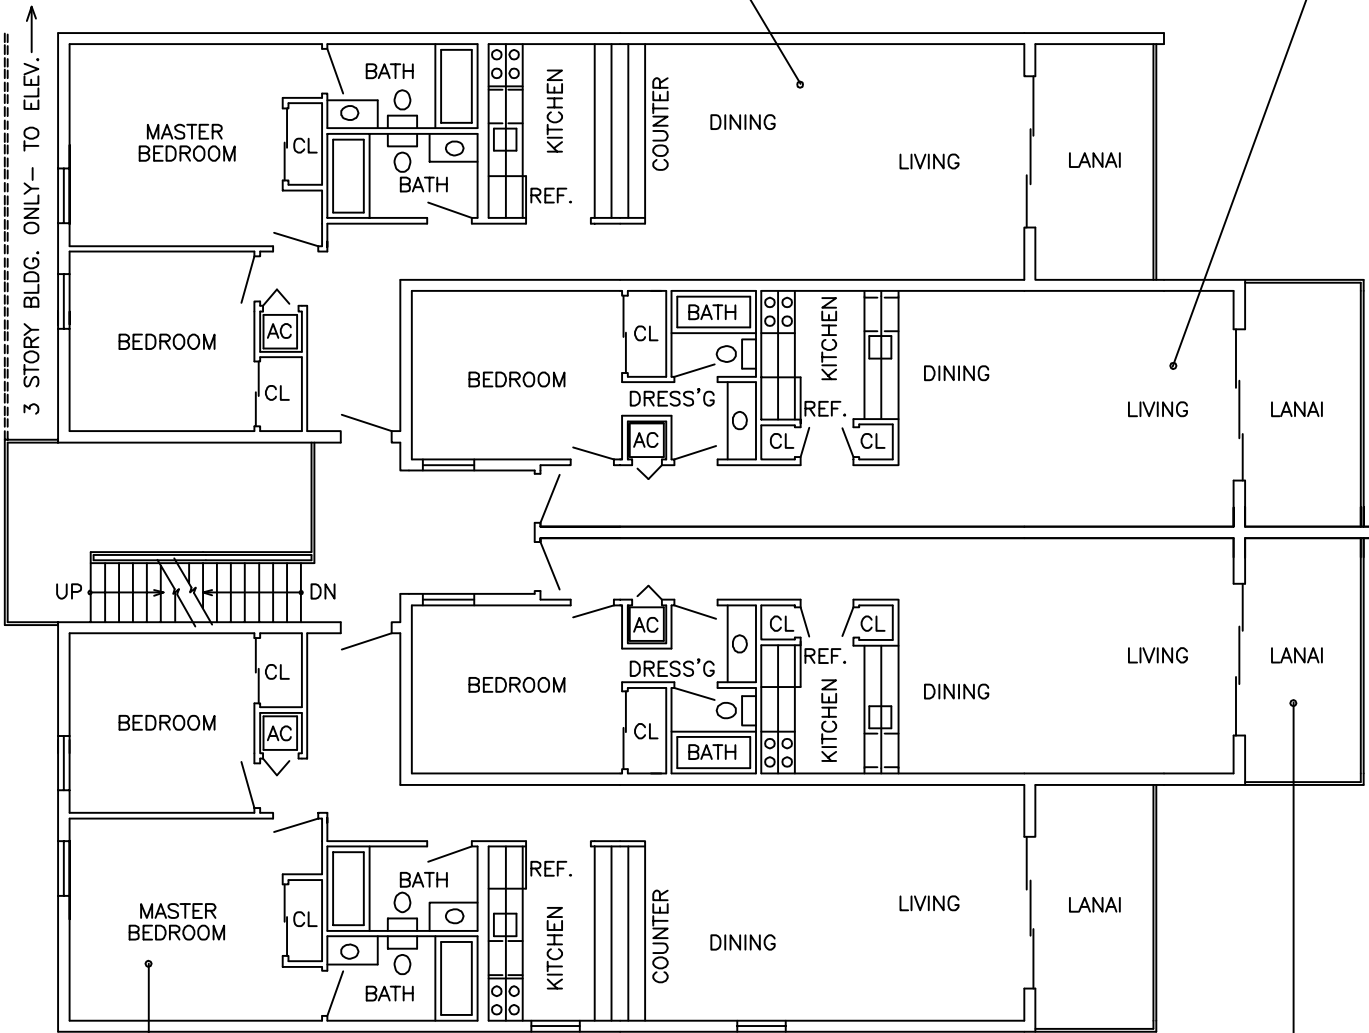 3 STORY BLDG. ONLY- TO ELEV.
BATH
MASTER
BEDROOM
CL
BATH
KITCHEN
REF.
COUNTER
DINING
LIVING
LANAI
BEDROOM
AC
CL
BEDROOM
CL
BATH
DRESS'G
AC
KITCHEN
REF.
CL
CL
DINING
LIVING
LANAI
UP
DN
BEDROOM
CL
AC
BEDROOM
AC
DRESS'G
CL
BATH
CL
CL
REF.
KITCHEN
DINING
LIVING
LANAI
MASTER
BEDROOM
CL
BATH
BATH
REF.
KITCHEN
COUNTER
DINING
LIVING
LANAI